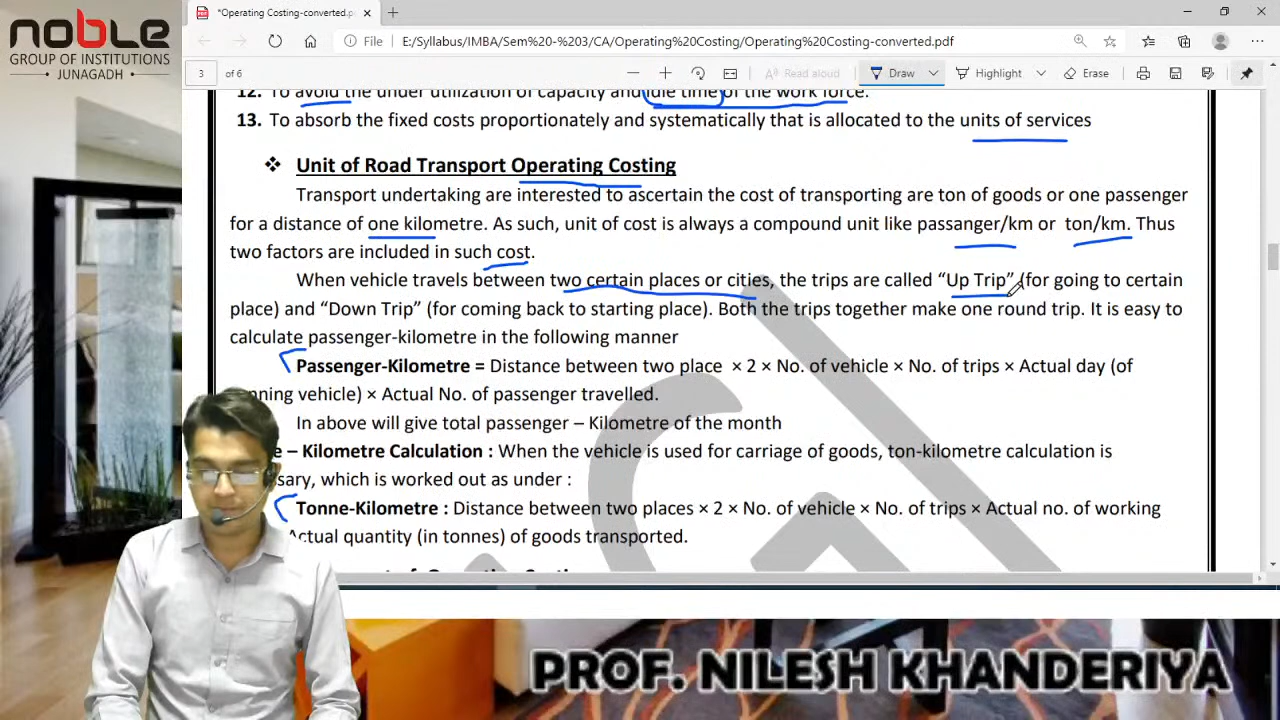 noble
GROUP OF INSTITUTIONS
JUNAGADH
*Operating Costing-converted.p
File
E:/Syllabus/IMBA/Sem%20-%203/CA/Operating%20Costing/Operating%20Costing-converted.pdf
3 of 6
Read aloud
Draw
Highlight
Erase
12. To avoid the under utilization of capacity and idle time of the work force.
13. To absorb the fixed costs proportionately and systematically that is allocated to the units of services
❖ Unit of Road Transport Operating Costing
Transport undertaking are interested to ascertain the cost of transporting are ton of goods or one passenger
for a distance of one kilometre. As such, unit of cost is always a compound unit like passanger/km or ton/km. Thus
two factors are included in such cost.
When vehicle travels between two certain places or cities, the trips are called “Up Trip” (for going to certain
place) and “Down Trip” (for coming back to starting place). Both the trips together make one round trip. It is easy to
calculate passenger-kilometre in the following manner
Passenger-Kilometre = Distance between two place × 2 × No. of vehicle × No. of trips × Actual day (of
vehicle) × Actual No. of passenger travelled.
In above will give total passenger – Kilometre of the month
– Kilometre Calculation : When the vehicle is used for carriage of goods, ton-kilometre calculation is
which is worked out as under :
Tonne-Kilometre : Distance between two places × 2 × No. of vehicle × No. of trips × Actual no. of working
Actual quantity (in tonnes) of goods transported.
PROF. NILESH KHANDERIYA